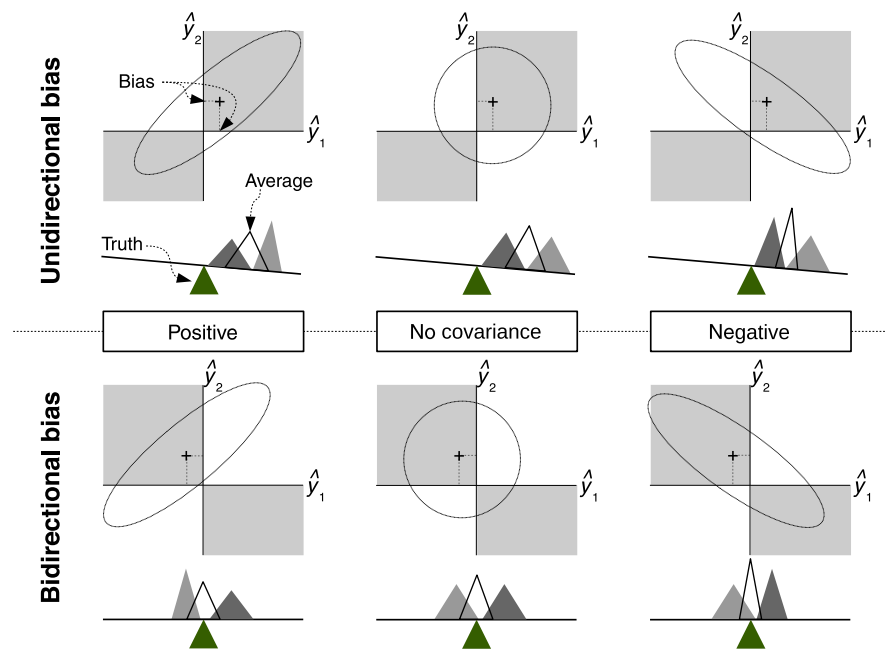 Unidirectional bias
ŷ2
ŷ1
Bias
ŷ2
ŷ1
ŷ2
ŷ1
Average
Truth
Positive
No covariance
Negative
Bidirectional bias
ŷ2
ŷ1
ŷ2
ŷ1
ŷ2
ŷ1